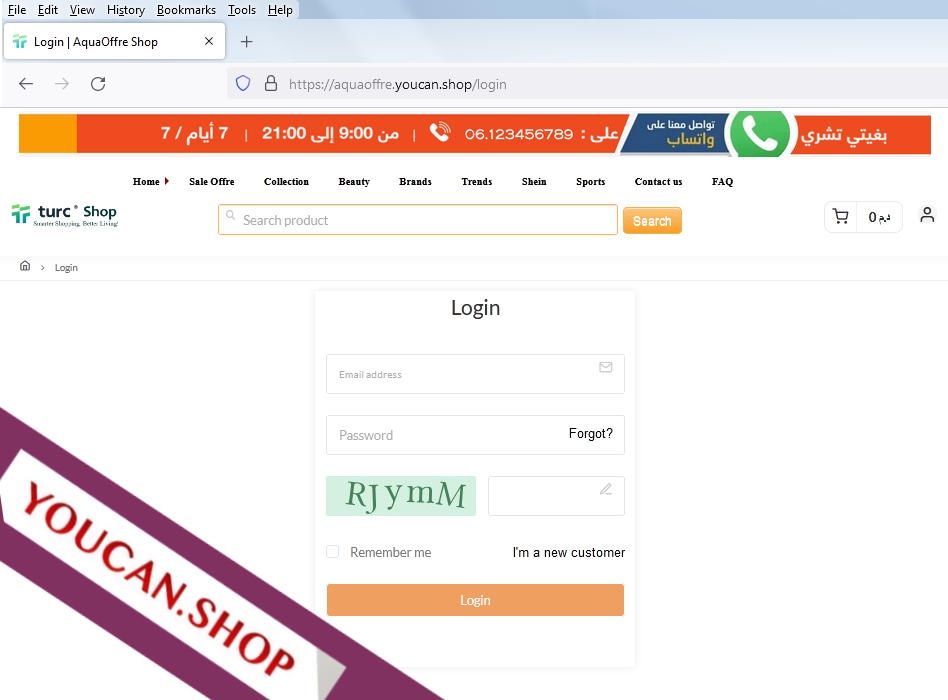 File Edit View History Bookmarks Tools Help
Login | AquaOffre Shop
https://aquaoffre.youcan.shop/login
بغيتي تشري
تواصل معنا على
واتساب
على : 06.123456789 | من 9:00 إلى 21:00 | 7 أيام / 7
Home Sale Offre Collection Beauty Brands Trends Shein Sports Contact us FAQ
turc° Shop
Smarter Shopping, Better Living!
Search product
Search
0 د.م
Login
Login
Email address
Password
Forgot?
RJymM
Remember me
I'm a new customer
Login
YOUCAN.SHOP